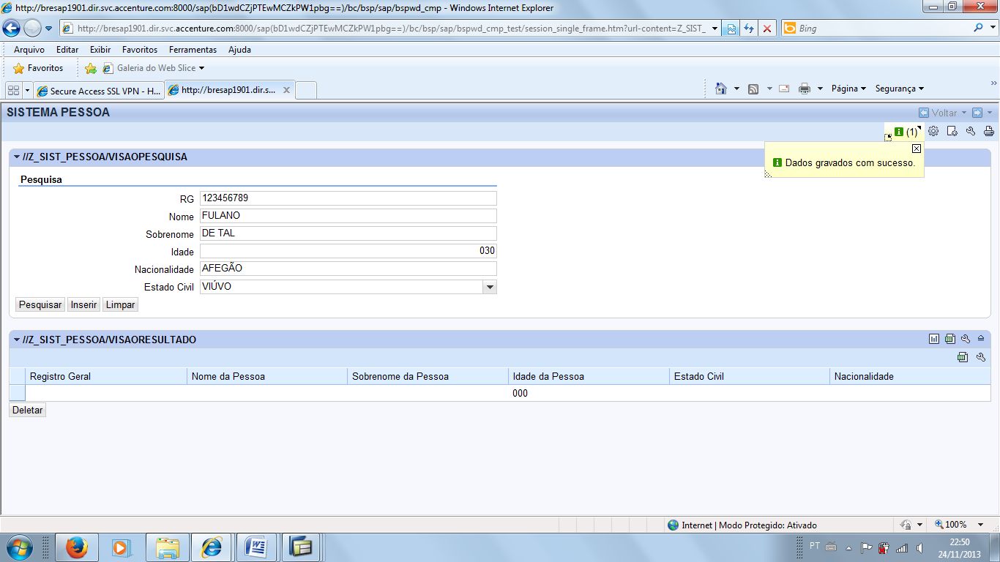 http://bresap1901.dir.svc.accenture.com:8000/sap(bD1wdCZjPTEwMCZkPW1pbg==)/bc/bsp/sap/bspwd_cmp - Windows Internet Explorer
http://bresap1901.dir.svc.accenture.com:8000/sap(bD1wdCZjPTEwMCZkPW1pbg==)/bc/bsp/sap/bspwd_cmp_test/session_single_frame.htm?url-content=Z_SIST_
Bing
Arquivo Editar Exibir Favoritos Ferramentas Ajuda
Favoritos Galeria do Web Slice
Secure Access SSL VPN - H... http://bresap1901.dir.s... Página Segurança
SISTEMA PESSOA Voltar
(1)
//Z_SIST_PESSOA/VISAOPESQUISA
Dados gravados com sucesso.
Pesquisa
RG 123456789
Nome FULANO
Sobrenome DE TAL
Idade 030
Nacionalidade AFEGÃO
Estado Civil VIÚVO
Pesquisar Inserir Limpar
//Z_SIST_PESSOA/VISAORESULTADO
Registro Geral Nome da Pessoa Sobrenome da Pessoa Idade da Pessoa Estado Civil Nacionalidade
000
Deletar
Internet | Modo Protegido: Ativado 100%
PT 22:50
24/11/2013